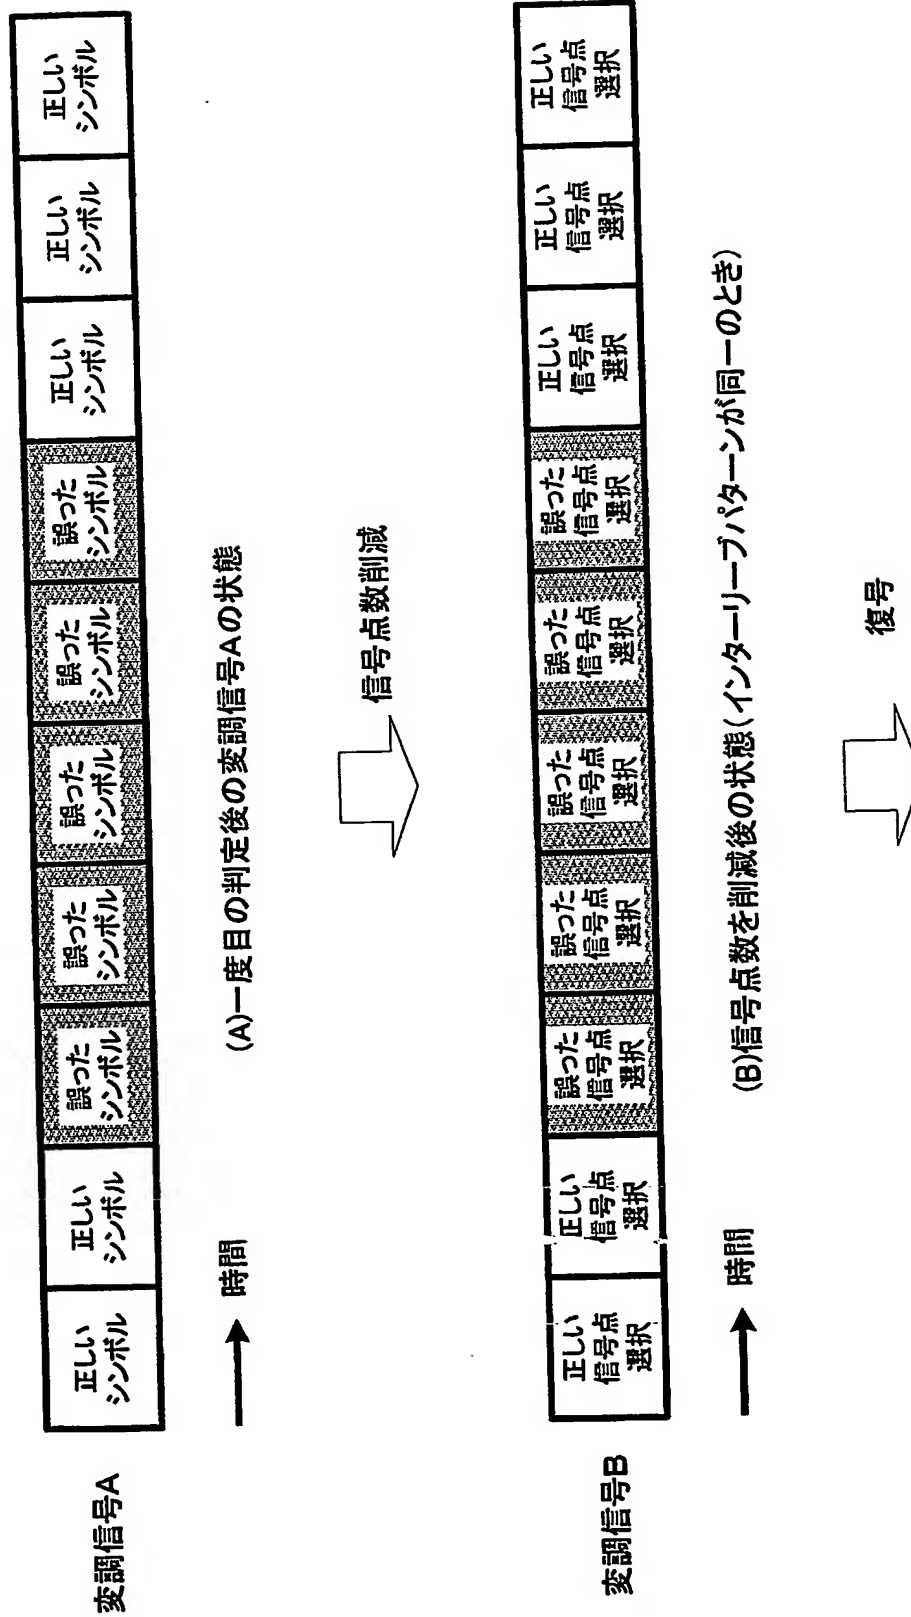 変調信号A
正しい
シンボル
正しい
シンボル
誤った
シンボル
誤った
シンボル
誤った
シンボル
誤った
シンボル
誤った
シンボル
正しい
シンボル
正しい
シンボル
正しい
シンボル
時間
(A)一度目の判定後の変調信号Aの状態
信号点数削減
変調信号B
正しい
信号点
選択
正しい
信号点
選択
誤った
信号点
選択
誤った
信号点
選択
誤った
信号点
選択
誤った
信号点
選択
誤った
信号点
選択
正しい
信号点
選択
正しい
信号点
選択
正しい
信号点
選択
時間
(B)信号点数を削減後の状態(インターリーブパターンが同一のとき)
復号